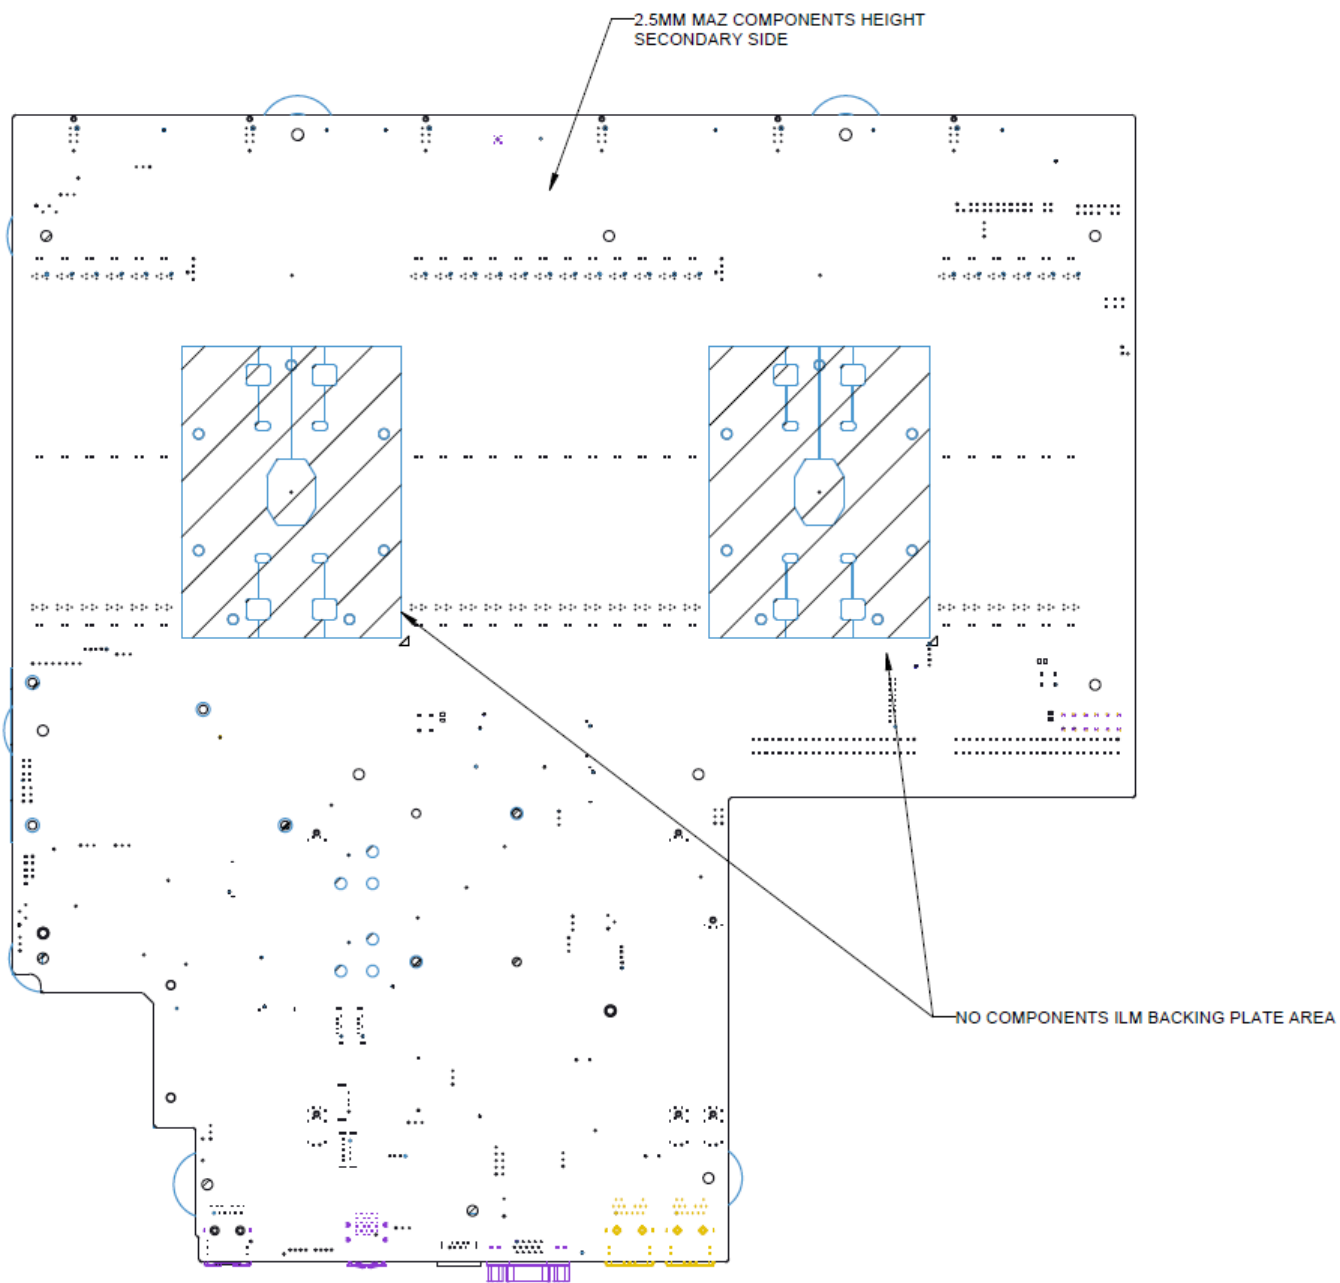 2.5MM MAZ COMPONENTS HEIGHT
SECONDARY SIDE
NO COMPONENTS ILM BACKING PLATE AREA